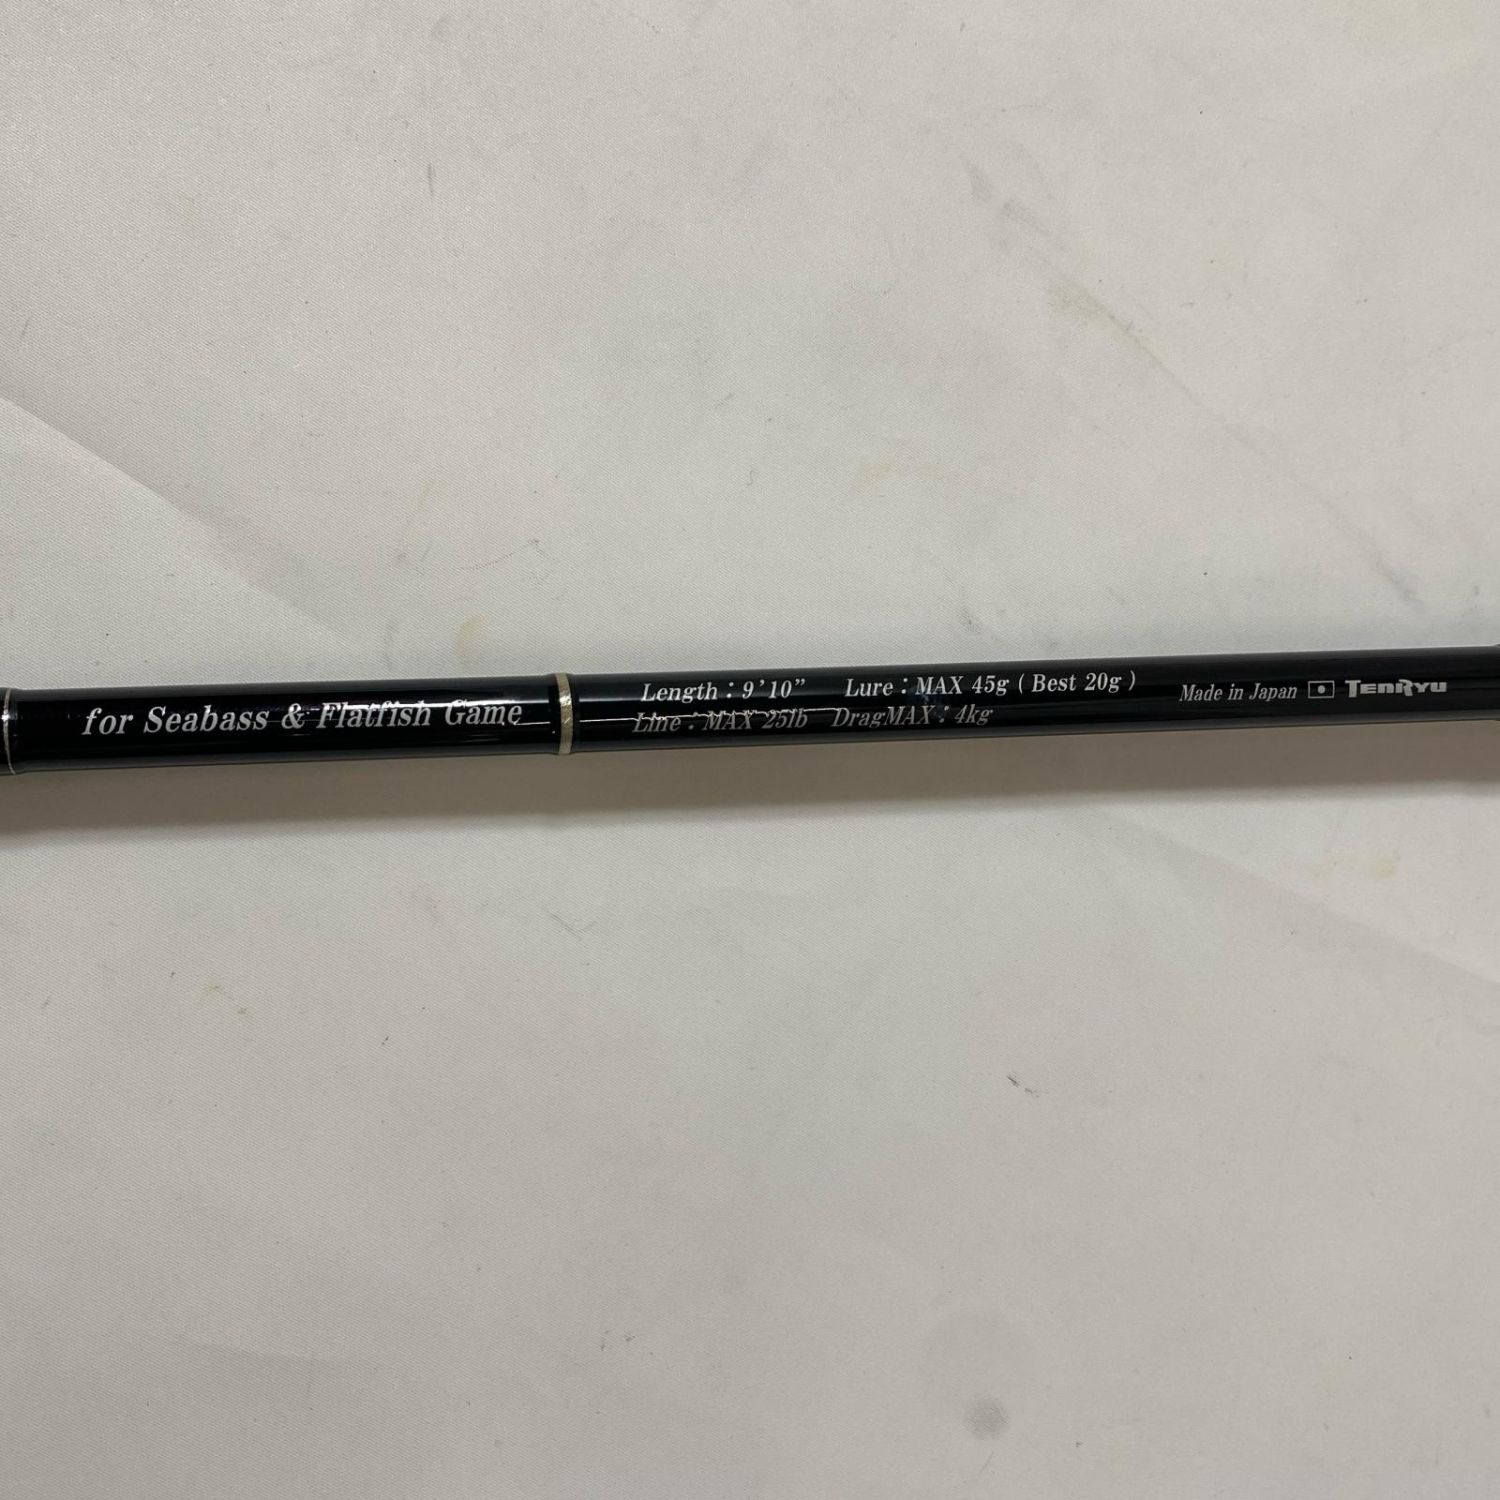 for Seabass & Flatfish Game
Length : 9'10" Lure : MAX 45g ( Best 20g )
Line : MAX 25lb DragMAX : 4kg
Made in Japan TENRYU